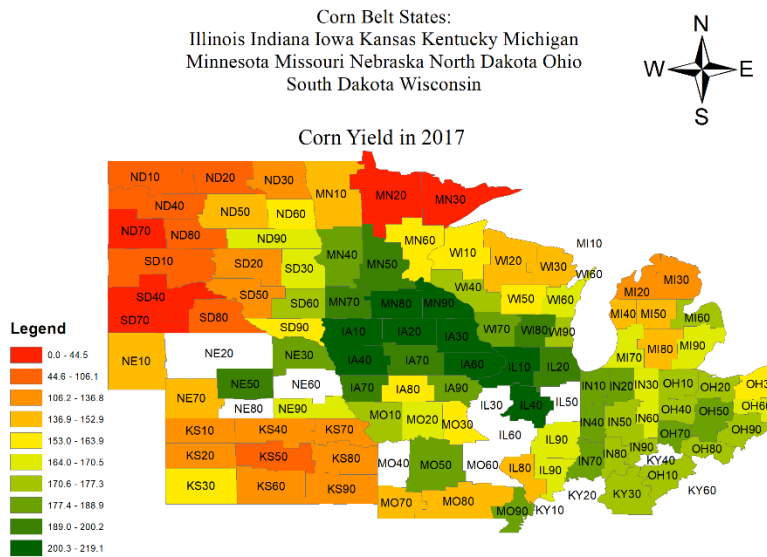 Corn Belt States:
Illinois Indiana Iowa Kansas Kentucky Michigan
Minnesota Missouri Nebraska North Dakota Ohio
South Dakota Wisconsin
N
W E
S
Corn Yield in 2017
ND10 ND20 ND30 MN10 MN20 MN30
ND40 ND50 ND60
ND70 ND80 ND90 MN40 MN50 MN60 WI10 WI20 WI30 MI10
SD10 SD20 SD30 WI40 WI60 MI20 MI30
SD40 SD50 SD60 MN70 MN80 MN90 WI50 WI60 MI40 MI50 MI60
SD70 SD80 SD90 IA10 IA20 IA30 WI70 WI80 WI90 MI70 MI80 MI90
NE10 NE20 NE30 IA40 IA70 IA60 IL10 IL20
NE50 NE60 IA70 IA80 IA90 IL30 IL40 IL50 IN10 IN20 IN30 OH10 OH20 OH3
NE70 NE80 NE90 MO10 MO20 MO30 IL60 IN40 IN50 IN60 OH40 OH50 OH60
KS10 KS40 KS70 IL90 OH70 OH80 OH90
KS20 KS50 KS80 MO40 MO50 MO60 IL80 IL90 IN70 IN80 IN90 KY40 OH10
KS30 KS60 KS90 MO70 MO80 MO90 KY10 KY20 KY30 KY60
Legend
0.0 - 44.5
44.6 - 106.1
106.2 - 136.8
136.9 - 152.9
153.0 - 163.9
164.0 - 170.5
170.6 - 177.3
177.4 - 188.9
189.0 - 200.2
200.3 - 219.1